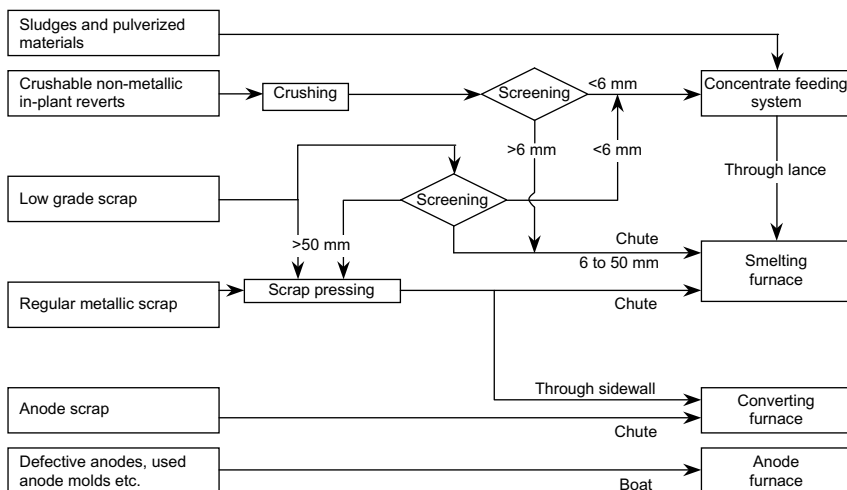 Sludges and pulverized
materials
Crushable non-metallic
in-plant reverts
Crushing
Screening
<6 mm
Concentrate feeding
system
>6 mm
<6 mm
Through lance
Low grade scrap
Screening
>50 mm
Chute
6 to 50 mm
Smelting
furnace
Regular metallic scrap
Scrap pressing
Chute
Through sidewall
Anode scrap
Converting
furnace
Chute
Defective anodes, used
anode molds etc.
Boat
Anode
furnace